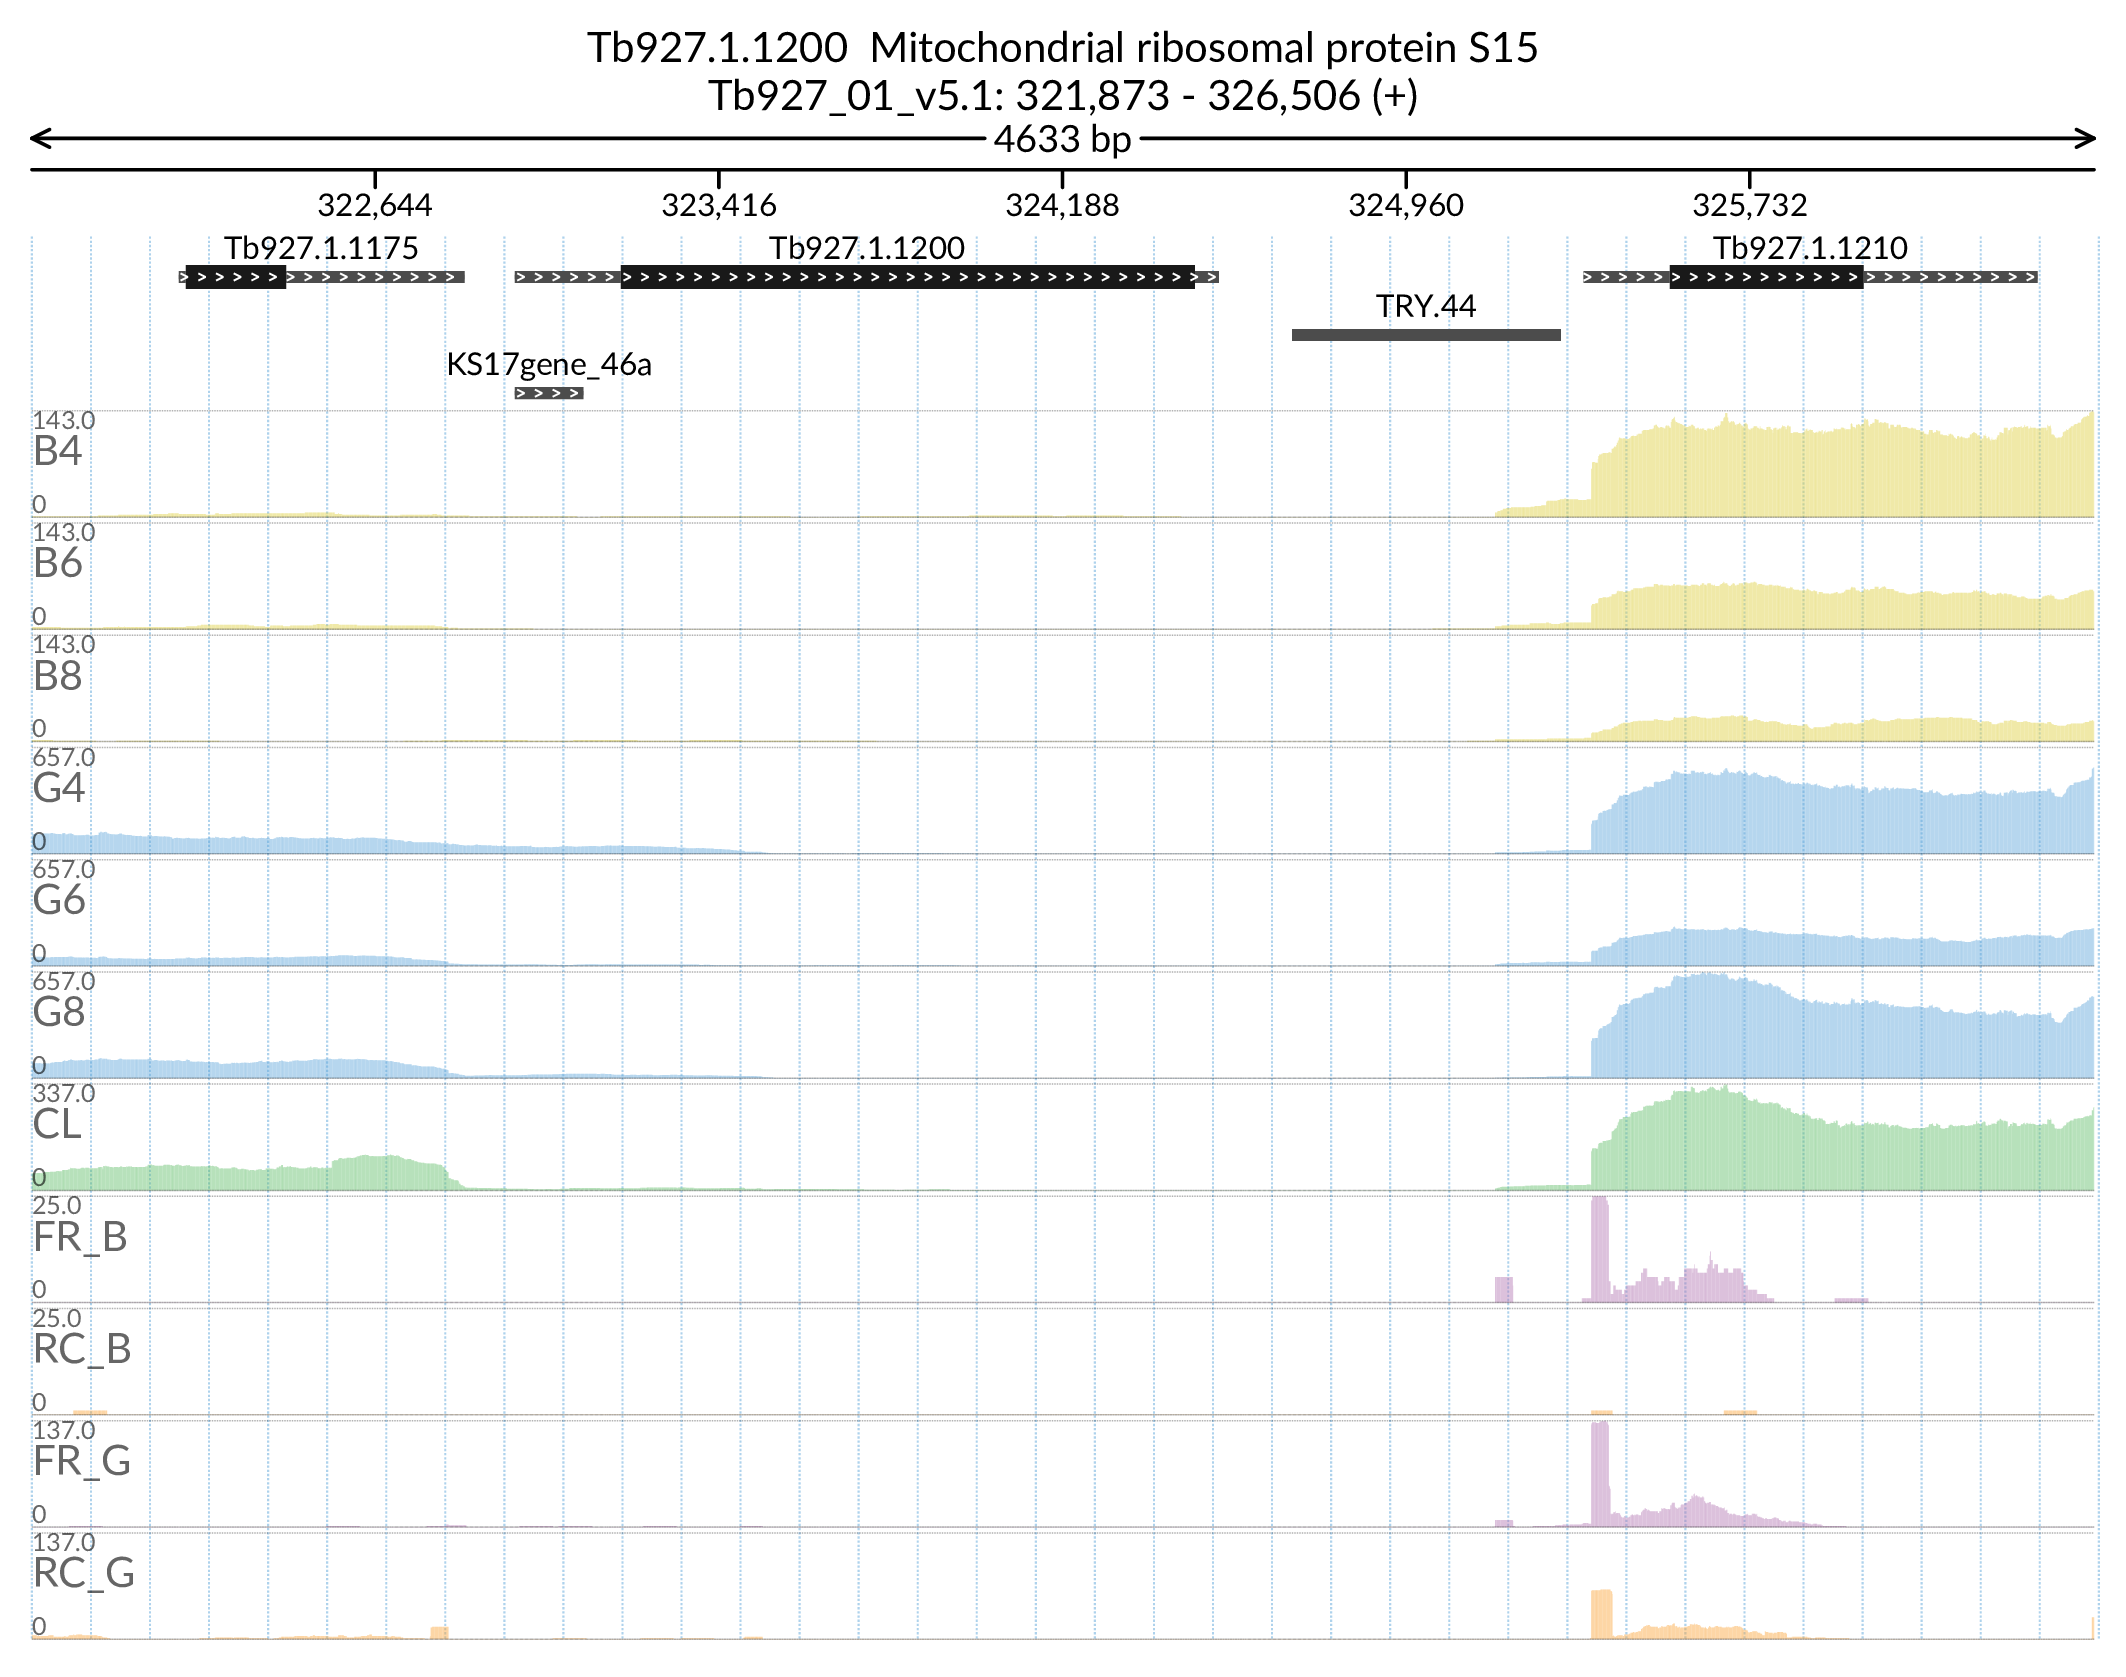 Tb927.1.1200  Mitochondrial ribosomal protein S15
Tb927_01_v5.1: 321,873 - 326,506 (+)
4633 bp
322,644 323,416 324,188 324,960 325,732
Tb927.1.1175 Tb927.1.1200 Tb927.1.1210
TRY.44
KS17gene_46a
143.0
B4
0
143.0
B6
0
143.0
B8
0
657.0
G4
0
657.0
G6
0
657.0
G8
0
337.0
CL
0
25.0
FR_B
0
25.0
RC_B
0
137.0
FR_G
0
137.0
RC_G
0